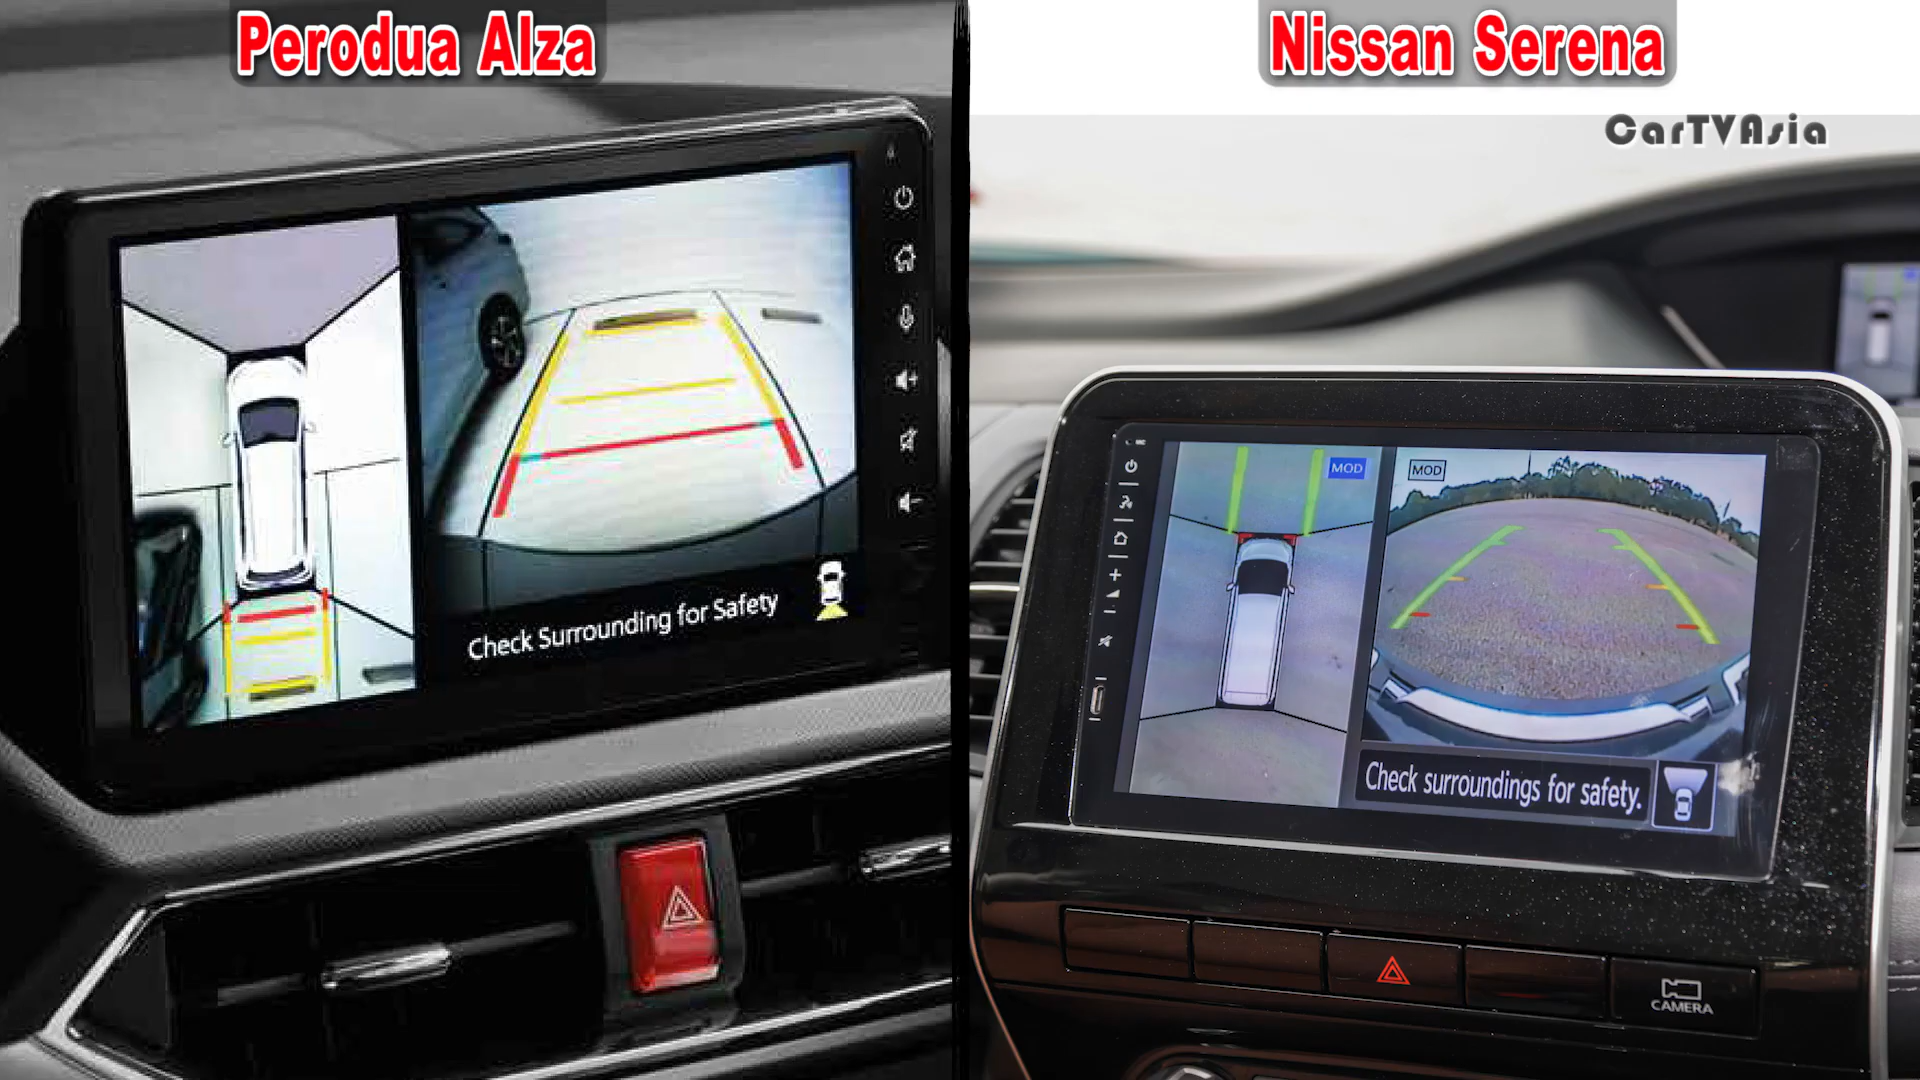 Perodua Alza
Nissan Serena
CarTVAsia
Check Surrounding for Safety
MOD
MOD
Check surroundings for safety.
CAMERA